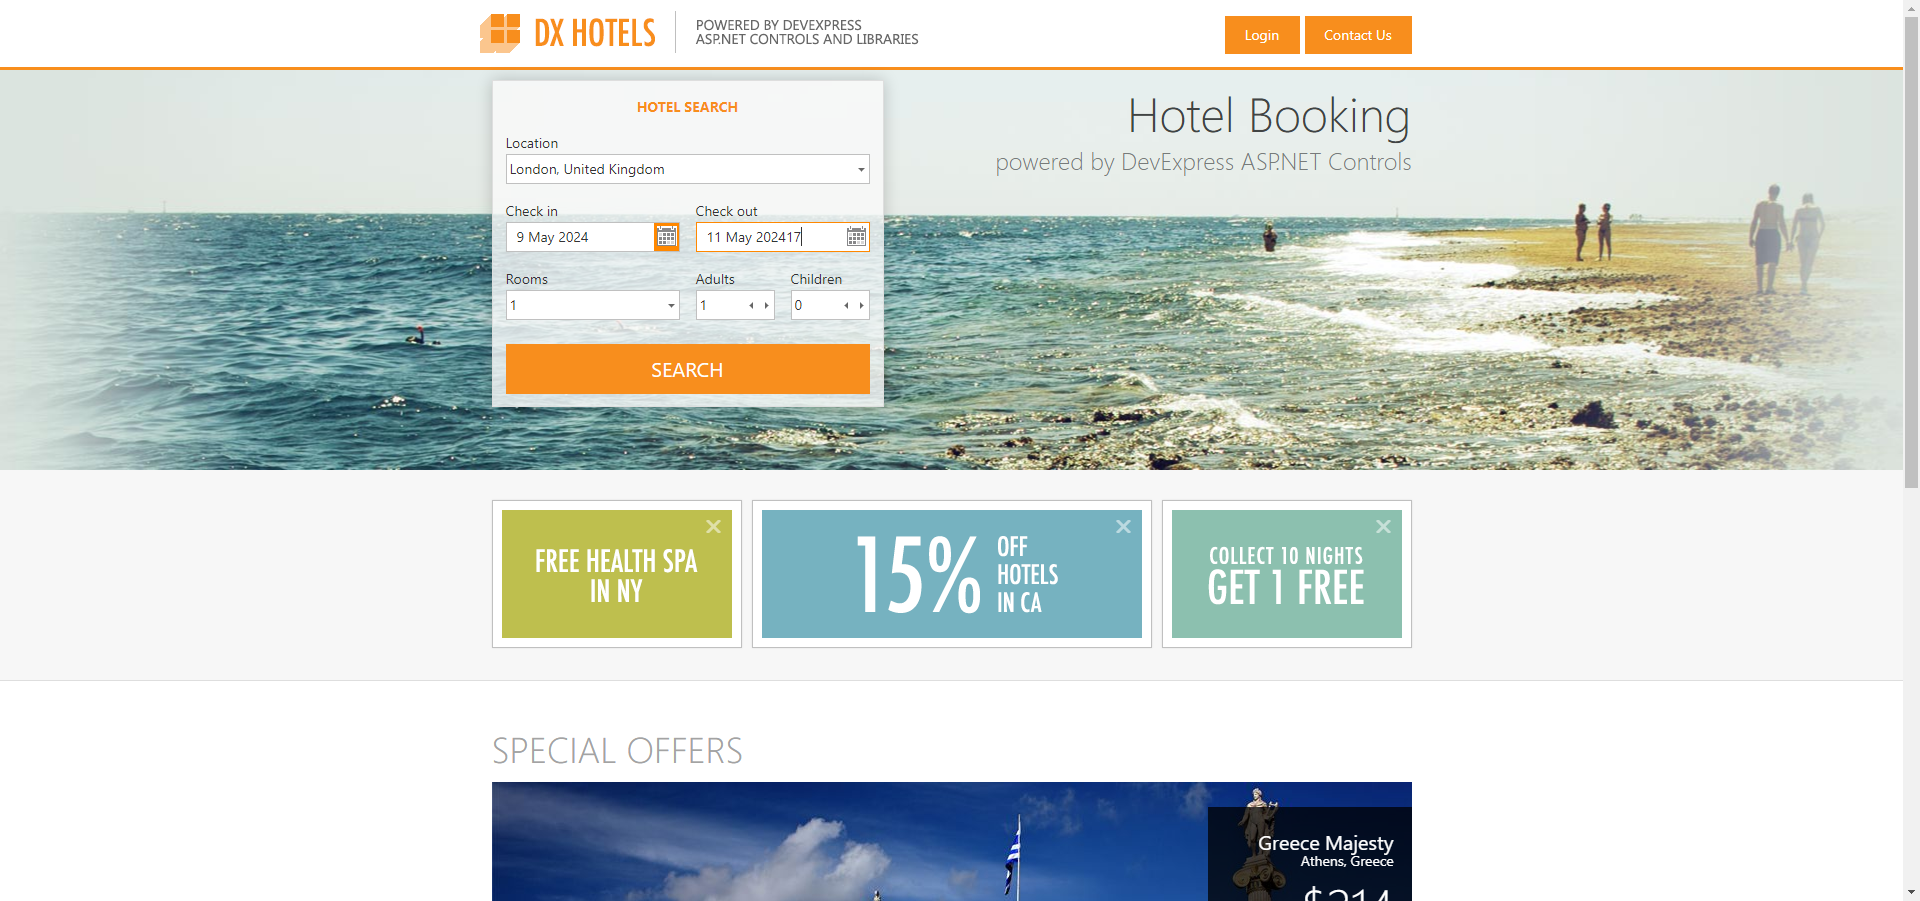 DX HOTELS
POWERED BY DEVEXPRESS
ASP.NET CONTROLS AND LIBRARIES
Login
Contact Us
HOTEL SEARCH
Location
London, United Kingdom
Check in
Check out
9 May 2024
11 May 202417
Rooms
Adults
Children
1
1
0
SEARCH
Hotel Booking
powered by DevExpress ASP.NET Controls
FREE HEALTH SPA
IN NY
15%
OFF
HOTELS
IN CA
COLLECT 10 NIGHTS
GET 1 FREE
SPECIAL OFFERS
Greece Majesty
Athens, Greece
$214